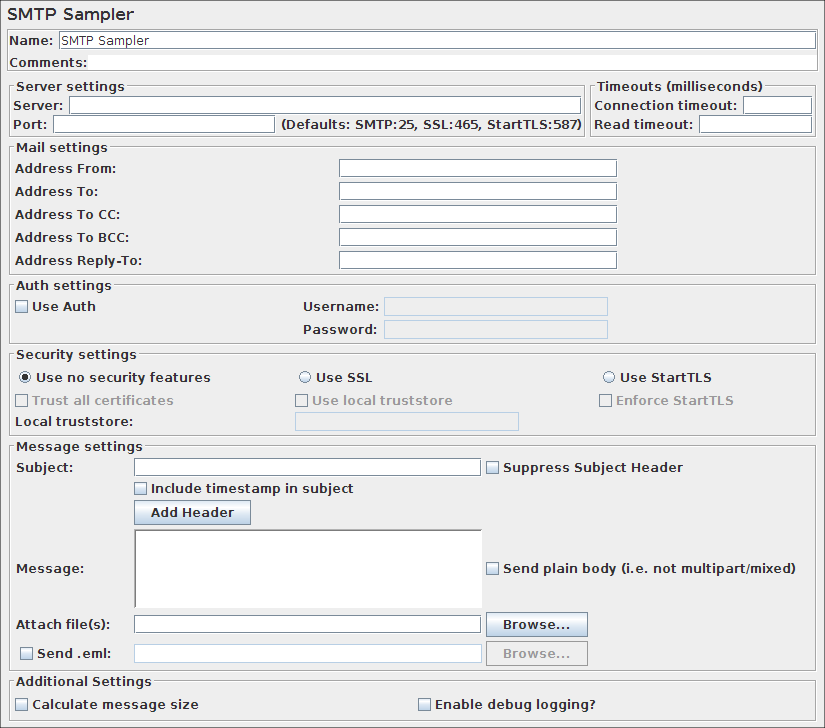 SMTP Sampler
Name: SMTP Sampler
Comments:
Server settings
Server:
Port: (Defaults: SMTP:25, SSL:465, StartTLS:587)
Timeouts (milliseconds)
Connection timeout:
Read timeout:
Mail settings
Address From:
Address To:
Address To CC:
Address To BCC:
Address Reply-To:
Auth settings
Use Auth Username:
Password:
Security settings
Use no security features Use SSL Use StartTLS
Trust all certificates Use local truststore Enforce StartTLS
Local truststore:
Message settings
Subject: Suppress Subject Header
Include timestamp in subject
Add Header
Message: Send plain body (i.e. not multipart/mixed)
Attach file(s): Browse...
Send .eml: Browse...
Additional Settings
Calculate message size Enable debug logging?